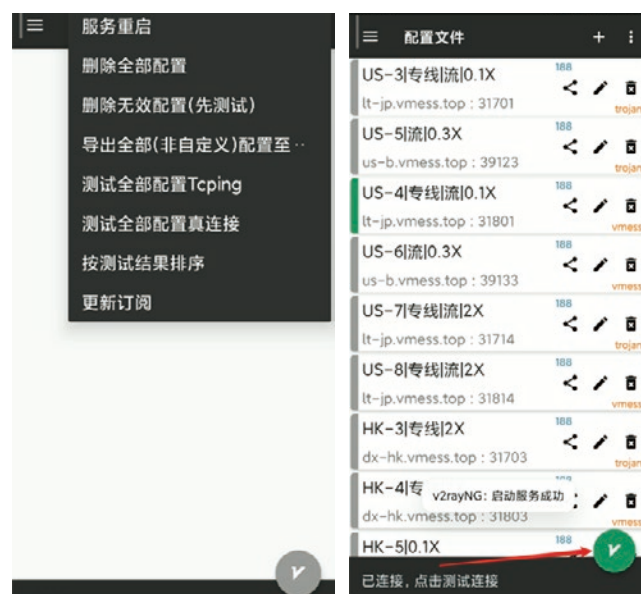 服务重启
删除全部配置
删除无效配置(先测试)
导出全部(非自定义)配置至··
测试全部配置Tcping
测试全部配置真连接
按测试结果排序
更新订阅
配置文件
US-3|专线|流|0.1X
188
lt-jp.vmess.top : 31701
trojan
US-5|流|0.3X
188
us-b.vmess.top : 39123
trojan
US-4|专线|流|0.1X
188
lt-jp.vmess.top : 31801
vmess
US-6|流|0.3X
188
us-b.vmess.top : 39133
vmess
US-7|专线|流|2X
188
lt-jp.vmess.top : 31714
trojan
US-8|专线|流|2X
188
lt-jp.vmess.top : 31814
vmess
HK-3|专线|2X
188
dx-hk.vmess.top : 31703
trojan
HK-4|专
v2rayNG: 启动服务成功
dx-hk.vmess.top : 31803
vmess
HK-5|0.1X
188
已连接，点击测试连接